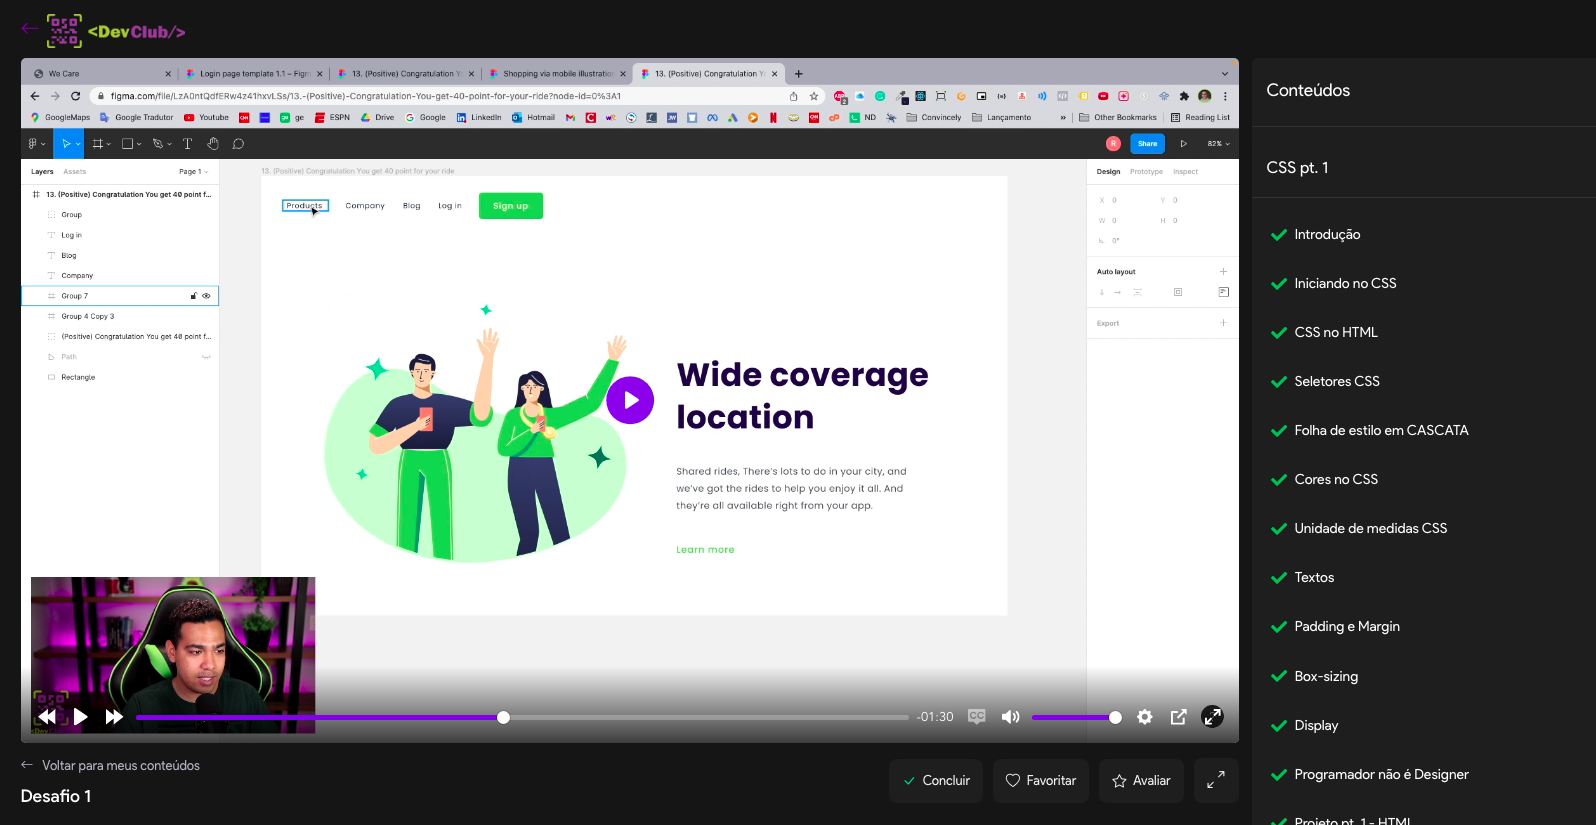 <DevClub/>
We Care
Login page template 1.1 – Figm
13. (Positive) Congratulation Y
Shopping via mobile illustration
13. (Positive) Congratulation Y
figma.com/file/LzA0ntQdfERw4z41hxvLSs/13.-(Positive)-Congratulation-You-get-40-point-for-your-ride?node-id=0%3A1
GoogleMaps
Google Tradutor
Youtube
ge
ESPN
Drive
Google
LinkedIn
Hotmail
ND
Convincely
Lançamento
Other Bookmarks
Reading List
R
Share
82%
Layers
Assets
Page 1
13. (Positive) Congratulation You get 40 point f...
Group
Log in
Blog
Company
Group 7
Group 4 Copy 3
(Positive) Congratulation You get 40 point f...
Path
Rectangle
13. (Positive) Congratulation You get 40 point for your ride
Products
Company
Blog
Log in
Sign up
Wide coverage
location
Shared rides, There's lots to do in your city, and
we've got the rides to help you enjoy it all. And
they're all available right from your app.
Learn more
Design
Prototype
Inspect
X 0
Y 0
W 0
H 0
0°
Auto layout
Export
-01:30
CC
Voltar para meus conteúdos
Desafio 1
Concluir
Favoritar
Avaliar
Conteúdos
CSS pt. 1
Introdução
Iniciando no CSS
CSS no HTML
Seletores CSS
Folha de estilo em CASCATA
Cores no CSS
Unidade de medidas CSS
Textos
Padding e Margin
Box-sizing
Display
Programador não é Designer
Projeto pt. 1 - HTML